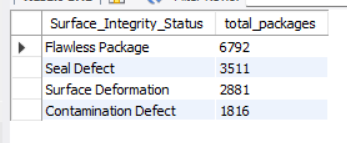 Surface_Integrity_Status total_packages
Flawless Package 6792
Seal Defect 3511
Surface Deformation 2881
Contamination Defect 1816